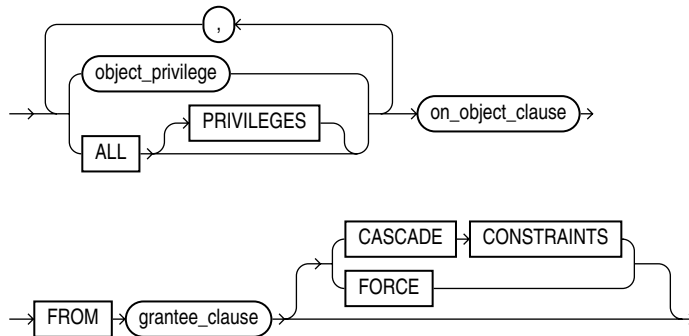 ,
object_privilege
PRIVILEGES
ALL
on_object_clause
CASCADE CONSTRAINTS
FORCE
FROM grantee_clause